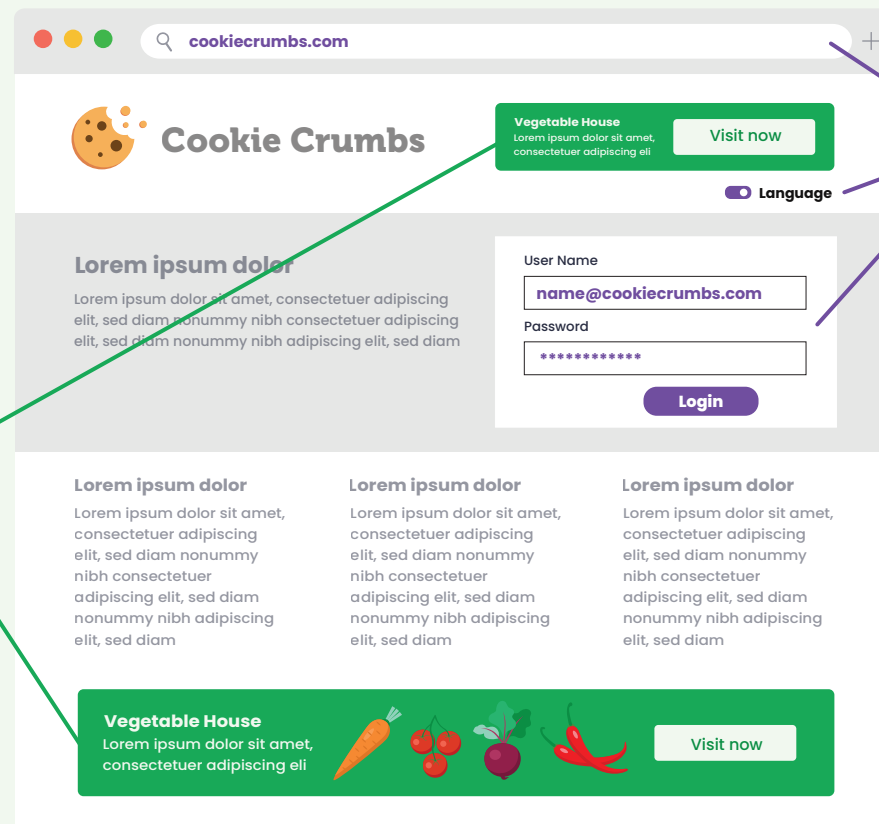 cookiecrumbs.com
Cookie Crumbs
Vegetable House
Lorem ipsum dolor sit amet,
consectetuer adipiscing eli
Visit now
Language
Lorem ipsum dolor
Lorem ipsum dolor sit amet, consectetuer adipiscing
elit, sed diam nonummy nibh consectetuer adipiscing
elit, sed diam nonummy nibh adipiscing elit, sed diam
User Name
name@cookiecrumbs.com
Password
************
Login
Lorem ipsum dolor
Lorem ipsum dolor sit amet,
consectetuer adipiscing
elit, sed diam nonummy
nibh consectetuer
adipiscing elit, sed diam
nonummy nibh adipiscing
elit, sed diam
Lorem ipsum dolor
Lorem ipsum dolor sit amet,
consectetuer adipiscing
elit, sed diam nonummy
nibh consectetuer
adipiscing elit, sed diam
nonummy nibh adipiscing
elit, sed diam
Lorem ipsum dolor
Lorem ipsum dolor sit amet,
consectetuer adipiscing
elit, sed diam nonummy
nibh consectetuer
adipiscing elit, sed diam
nonummy nibh adipiscing
elit, sed diam
Vegetable House
Lorem ipsum dolor sit amet,
consectetuer adipiscing eli
Visit now